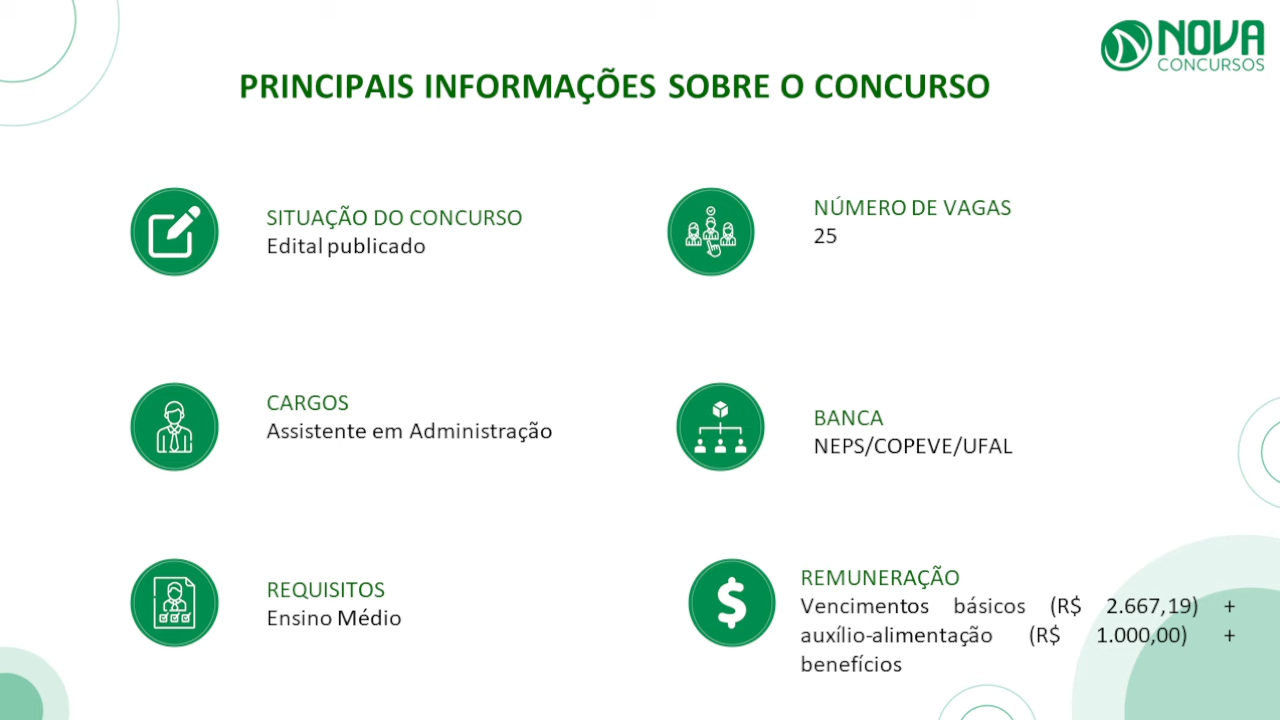 NOVA
CONCURSOS
PRINCIPAIS INFORMAÇÕES SOBRE O CONCURSO
SITUAÇÃO DO CONCURSO
Edital publicado
NÚMERO DE VAGAS
25
CARGOS
Assistente em Administração
BANCA
NEPS/COPEVE/UFAL
REQUISITOS
Ensino Médio
REMUNERAÇÃO
Vencimentos básicos (R$ 2.667,19) +
auxílio-alimentação (R$ 1.000,00) +
benefícios